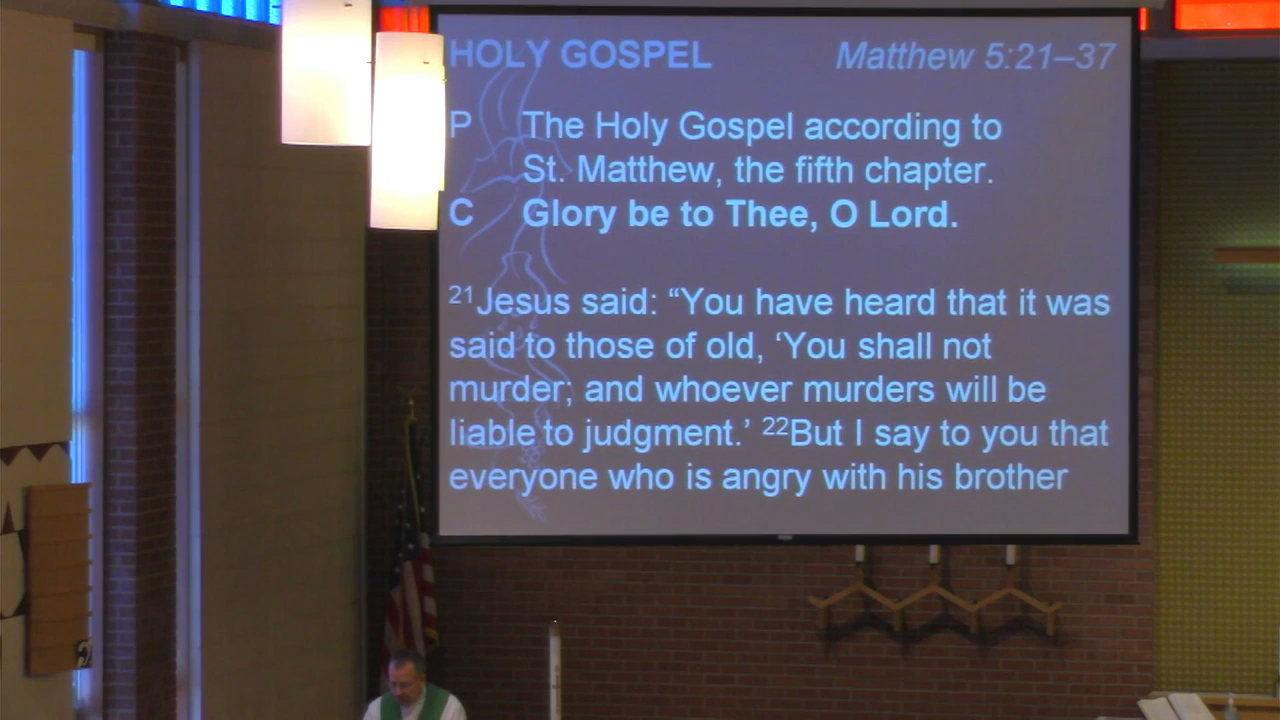 HOLY GOSPEL Matthew 5:21–37
P The Holy Gospel according to
St. Matthew, the fifth chapter.
C Glory be to Thee, O Lord.
21Jesus said: “You have heard that it was
said to those of old, ‘You shall not
murder; and whoever murders will be
liable to judgment.’ 22But I say to you that
everyone who is angry with his brother